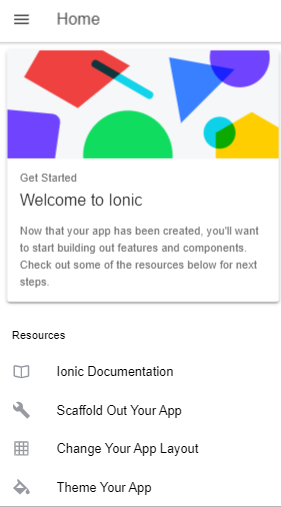 Home
Get Started
Welcome to Ionic
Now that your app has been created, you'll want
to start building out features and components.
Check out some of the resources below for next
steps.
Resources
Ionic Documentation
Scaffold Out Your App
Change Your App Layout
Theme Your App